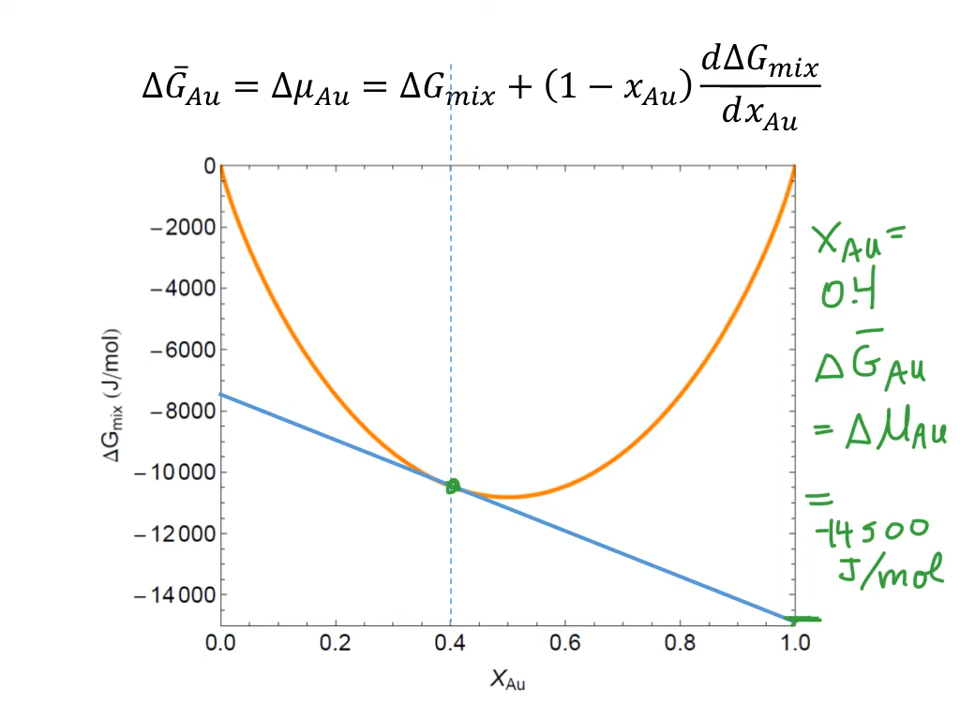 ΔḠ_Au = Δμ_Au = ΔG_mix + (1 − x_Au) dΔG_mix/dx_Au
0
−2000
−4000
−6000
−8000
−10000
−12000
−14000
ΔG_mix (J/mol)
0.0 0.2 0.4 0.6 0.8 1.0
X_Au
X_Au =
0.4
ΔḠ_Au
= Δμ_Au
=
-14500
J/mol